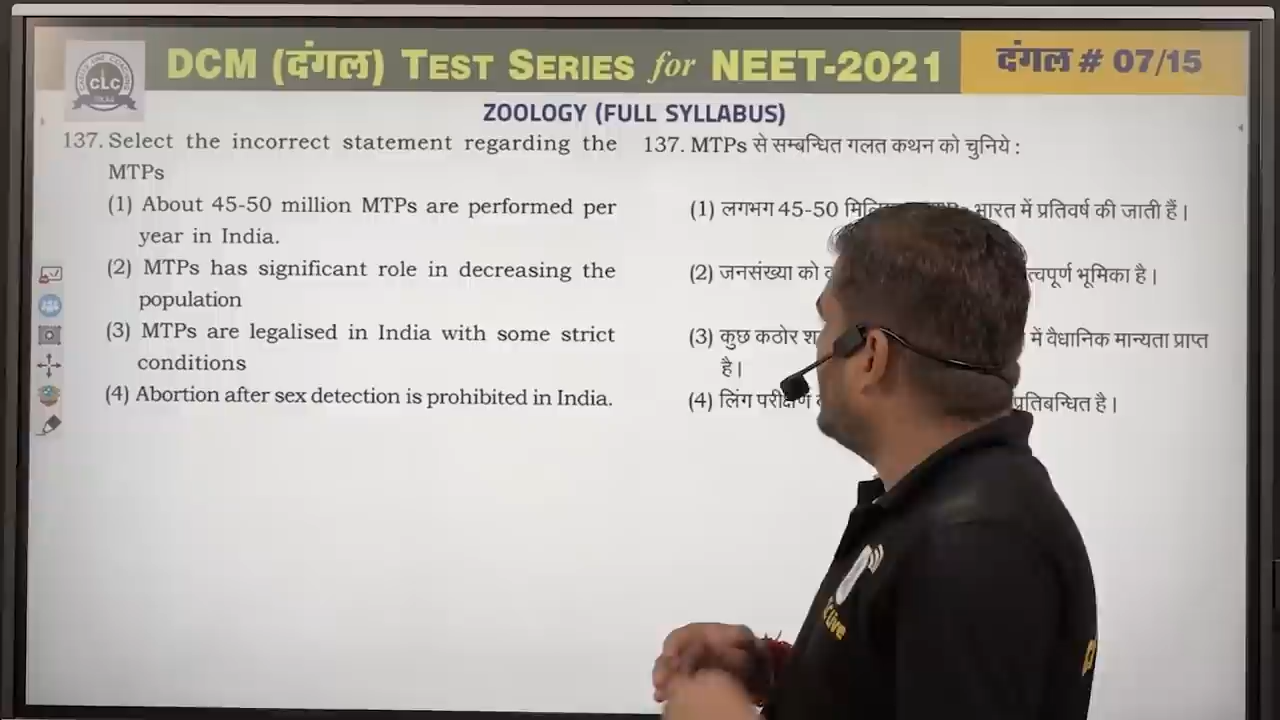 DCM (दंगल) TEST SERIES for NEET-2021
दंगल # 07/15
CLC
ZOOLOGY (FULL SYLLABUS)
137. Select the incorrect statement regarding the
MTPs
(1) About 45-50 million MTPs are performed per
year in India.
(2) MTPs has significant role in decreasing the
population
(3) MTPs are legalised in India with some strict
conditions
(4) Abortion after sex detection is prohibited in India.
137. MTPs से सम्बन्धित गलत कथन को चुनिये :
(1) लगभग 45-50 भारत में प्रतिवर्ष की जाती हैं।
(2) जनसंख्या को भूमिका है।
(3) कुछ कठोर में वैधानिक मान्यता प्राप्त
है।
(4) लिंग परीक्षण प्रतिबन्धित है।
Live